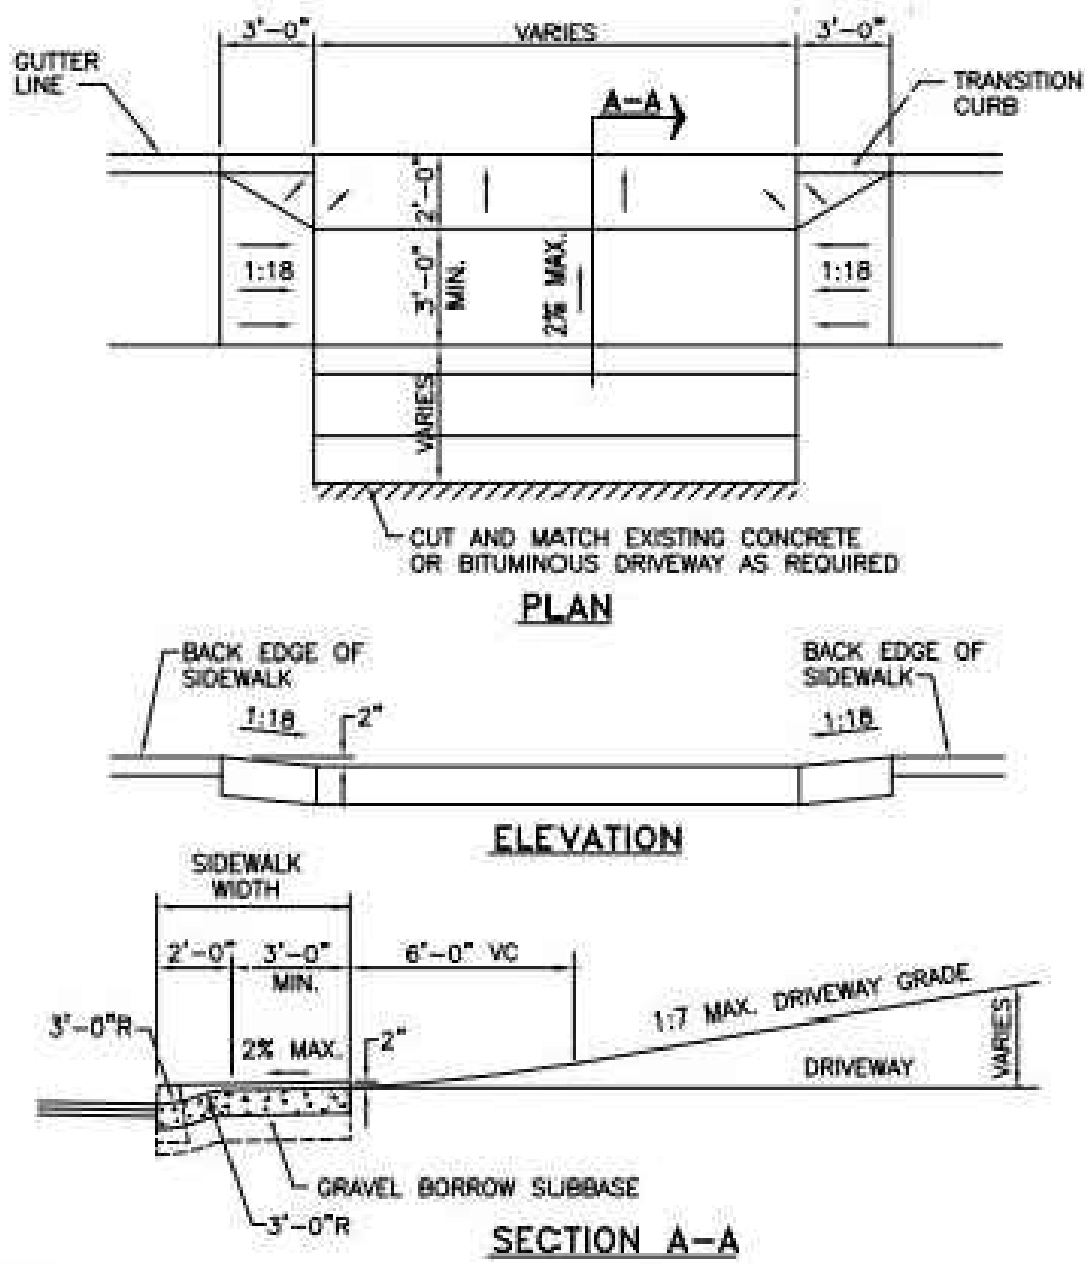 3'-0"
VARIES
3'-0"
GUTTER
LINE
A-A
TRANSITION
CURB
2'-0"
3'-0"
MIN.
VARIES
2% MAX.
1:18
1:18
CUT AND MATCH EXISTING CONCRETE
OR BITUMINOUS DRIVEWAY AS REQUIRED
PLAN
BACK EDGE OF
SIDEWALK
BACK EDGE OF
SIDEWALK
1:18
2"
1:18
ELEVATION
SIDEWALK
WIDTH
2'-0"
3'-0"
MIN.
6'-0" VC
3'-0"R
2% MAX.
2"
1:7 MAX. DRIVEWAY GRADE
DRIVEWAY
VARIES
GRAVEL BORROW SUBBASE
3'-0"R
SECTION A-A